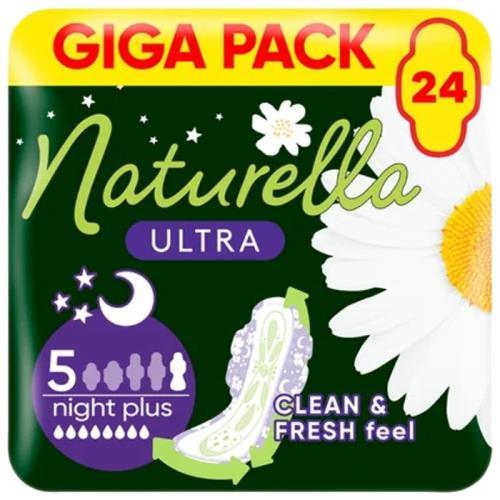 GIGA PACK
24
Naturella
ULTRA
5
night plus
CLEAN &
FRESH feel